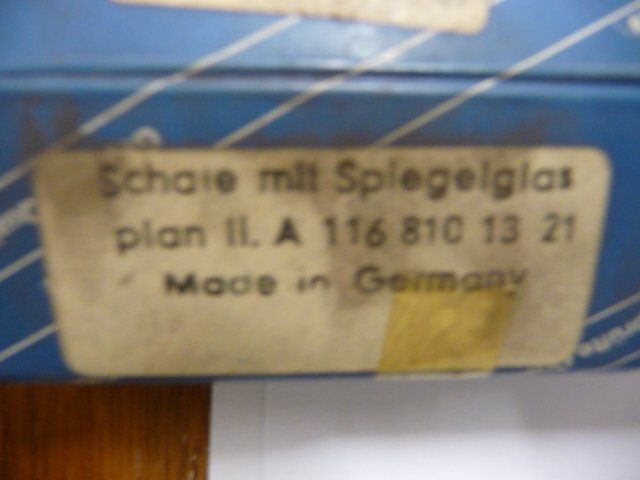 Schale mit Spiegelglas
plan li. A 116 810 13 21
Made in Germany